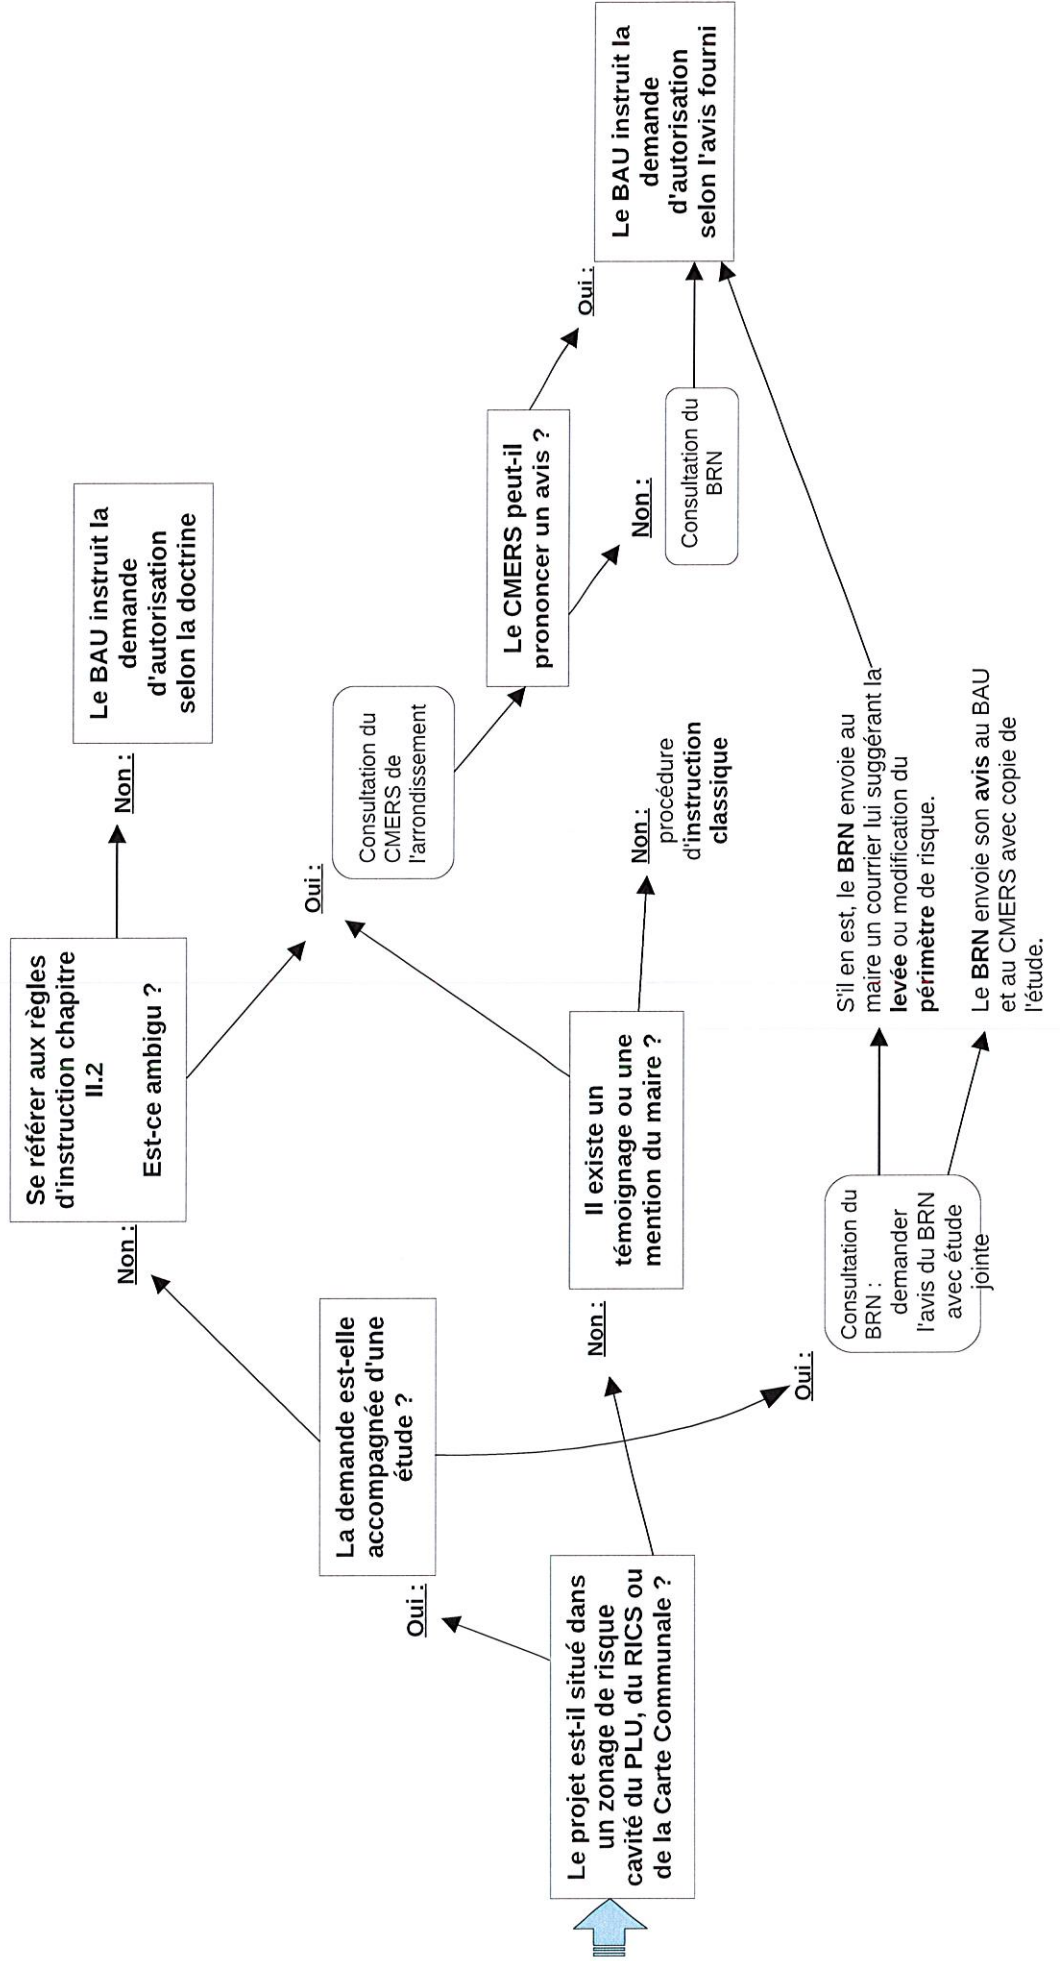 Le projet est-il situé dans
un zonage de risque
cavité du PLU, du RICS ou
de la Carte Communale ?
Oui :
La demande est-elle
accompagnée d'une
étude ?
Non :
Se référer aux règles
d'instruction chapitre
II.2
Est-ce ambigu ?
Non :
Le BAU instruit la
demande
d'autorisation
selon la doctrine
Oui :
Consultation du
CMERS de
l'arrondissement
Le CMERS peut-il
prononcer un avis ?
Oui :
Le BAU instruit la
demande
d'autorisation
selon l'avis fourni
Non :
Consultation du
BRN
Non :
Il existe un
témoignage ou une
mention du maire ?
Non :
procédure
d'instruction
classique
Oui :
Consultation du
BRN :
demander
l'avis du BRN
avec étude
jointe
S'il en est, le BRN envoie au
maire un courrier lui suggérant la
levée ou modification du
périmètre de risque.
Le BRN envoie son avis au BAU
et au CMERS avec copie de
l'étude.